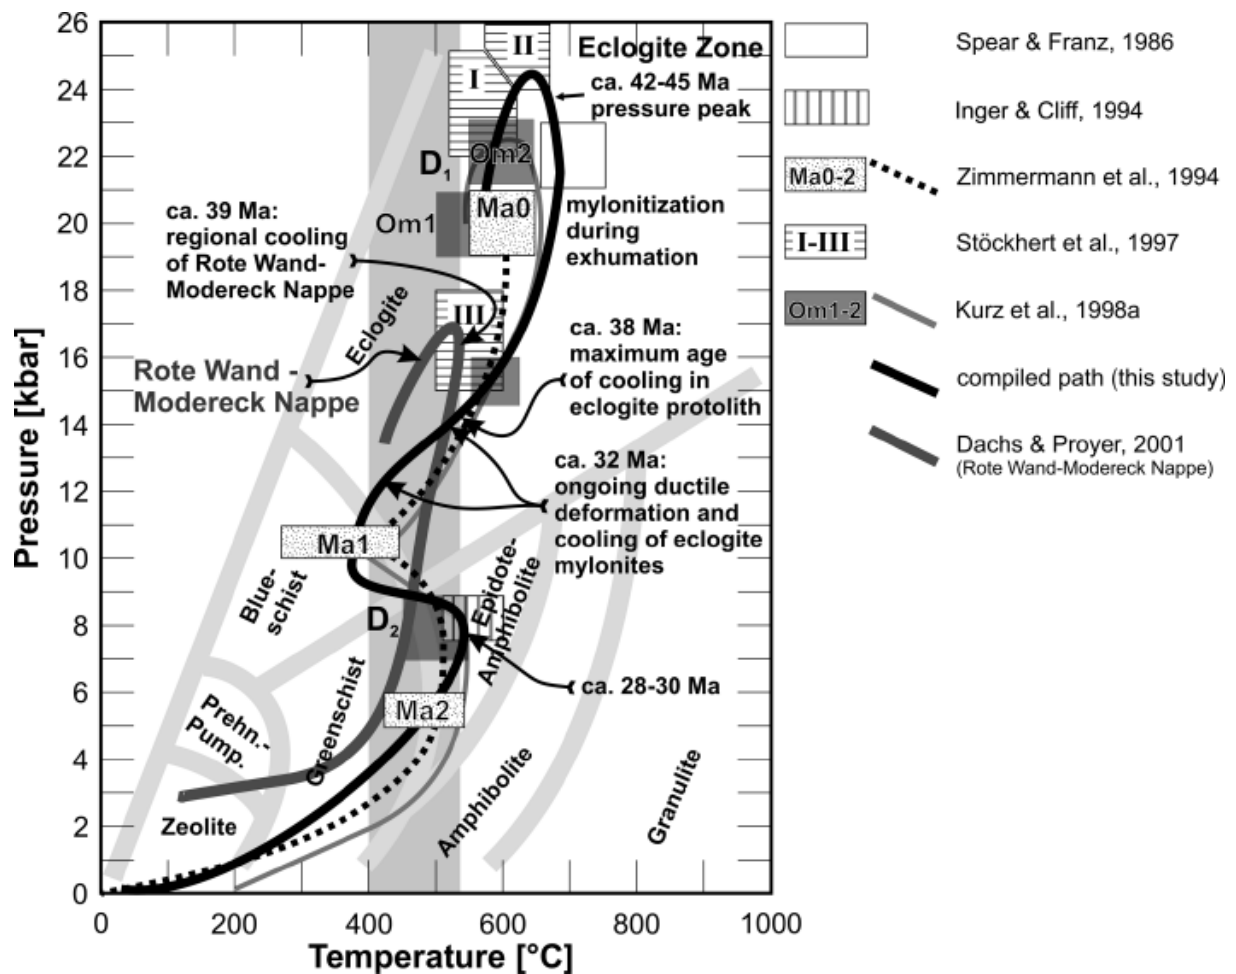 26
24
22
20
18
16
14
12
10
8
6
4
2
0
Pressure [kbar]
0
200
400
600
800
1000
Temperature [°C]
II
I
Eclogite Zone
ca. 42-45 Ma
pressure peak
D1
Om2
Ma0
Om1
mylonitization
during
exhumation
ca. 39 Ma:
regional cooling
of Rote Wand-
Modereck Nappe
Eclogite
III
Rote Wand -
Modereck Nappe
ca. 38 Ma:
maximum age
of cooling in
eclogite protolith
ca. 32 Ma:
ongoing ductile
deformation and
cooling of eclogite
mylonites
Ma1
Blue-
schist
D2
Epidote-
Amphibolite
ca. 28-30 Ma
Ma2
Prehn.-
Pump.
Greenschist
Zeolite
Amphibolite
Granulite
Spear & Franz, 1986
Inger & Cliff, 1994
Ma0-2
Zimmermann et al., 1994
I-III
Stöckhert et al., 1997
Om1-2
Kurz et al., 1998a
compiled path (this study)
Dachs & Proyer, 2001
(Rote Wand-Modereck Nappe)